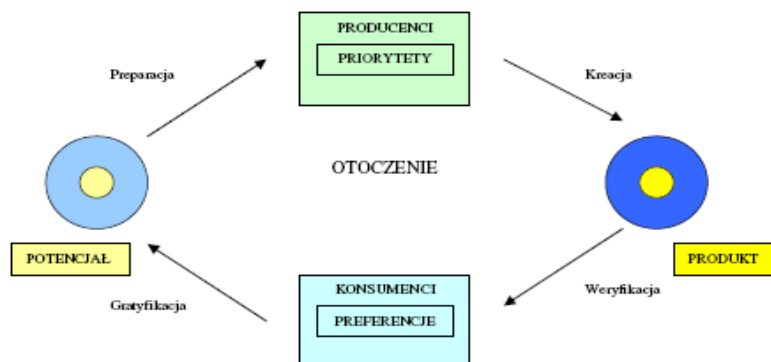 PRODUCENCI
PRIORYTETY
Preparacja
Kreacja
OTOCZENIE
POTENCJAŁ
PRODUKT
KONSUMENCI
Gratyfikacja
Weryfikacja
PREFERENCJE